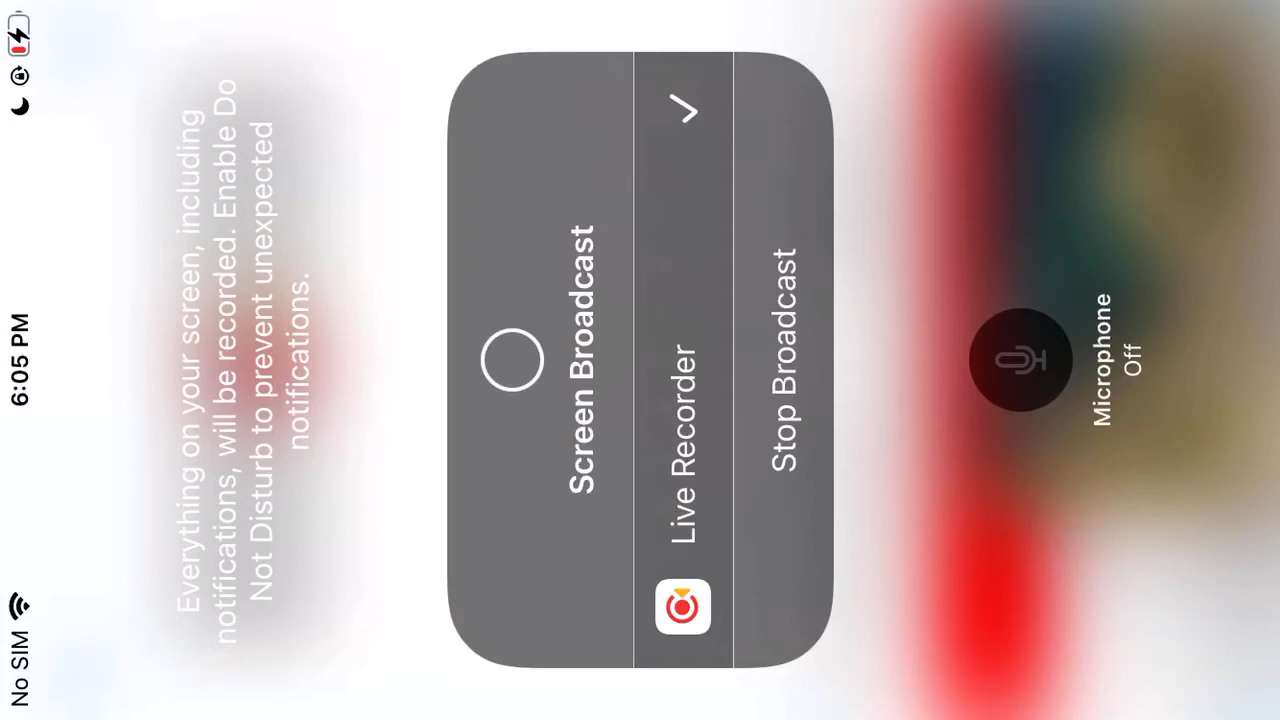 No SIM 6:05 PM
Everything on your screen, including
notifications, will be recorded. Enable Do
Not Disturb to prevent unexpected
notifications.
Screen Broadcast
Live Recorder
Stop Broadcast
Microphone
Off